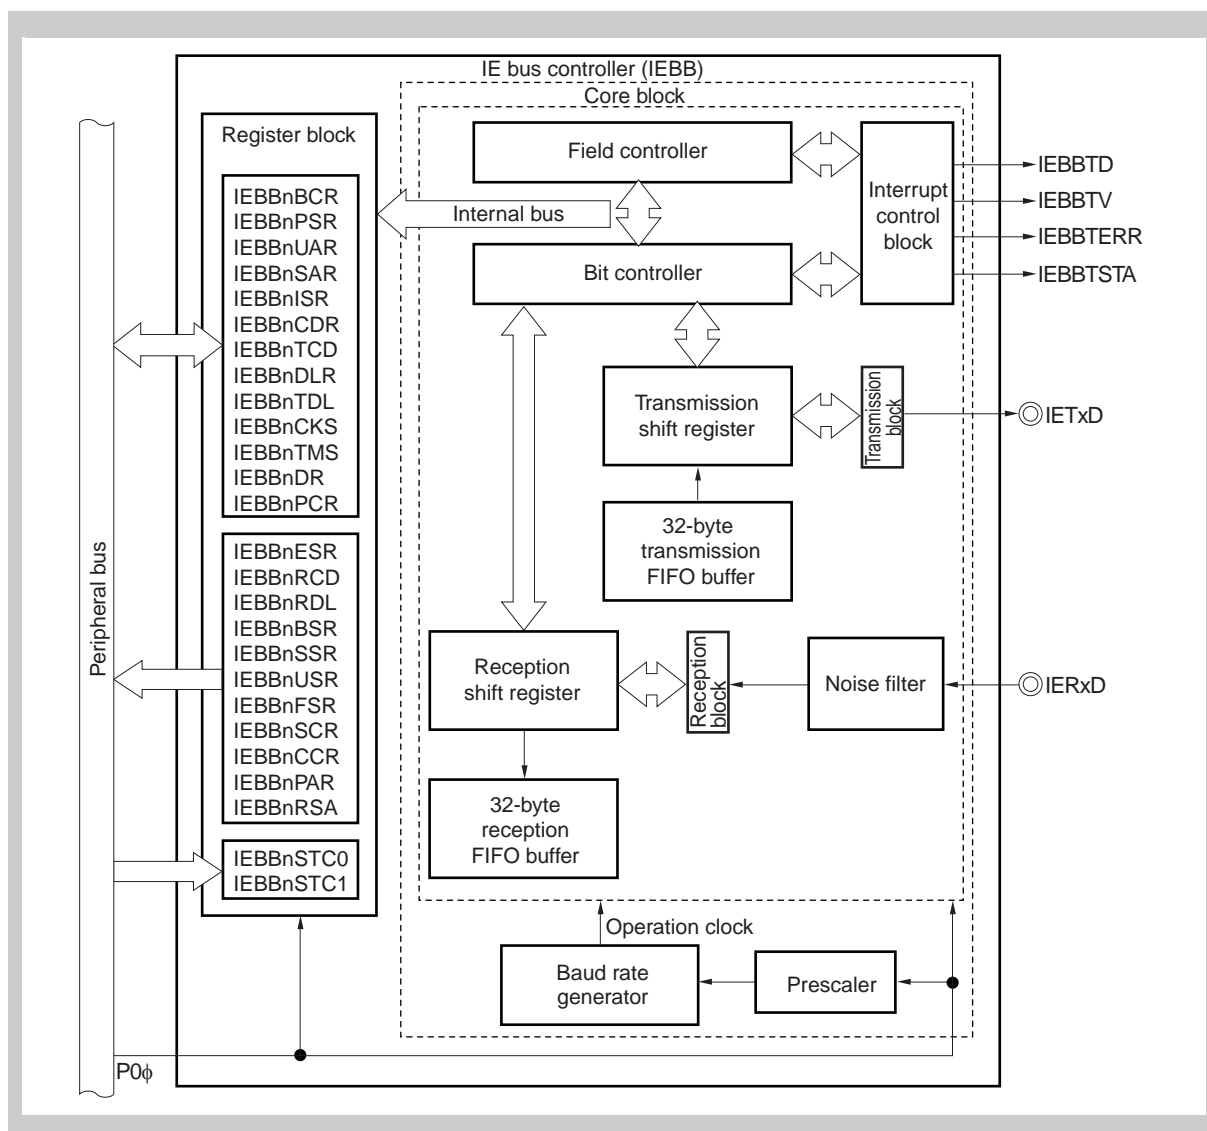 IE bus controller (IEBB)
Core block
Register block
IEBBnBCR
IEBBnPSR
IEBBnUAR
IEBBnSAR
IEBBnISR
IEBBnCDR
IEBBnTCD
IEBBnDLR
IEBBnTDL
IEBBnCKS
IEBBnTMS
IEBBnDR
IEBBnPCR
IEBBnESR
IEBBnRCD
IEBBnRDL
IEBBnBSR
IEBBnSSR
IEBBnUSR
IEBBnFSR
IEBBnSCR
IEBBnCCR
IEBBnPAR
IEBBnRSA
IEBBnSTC0
IEBBnSTC1
Peripheral bus
P0ϕ
Internal bus
Field controller
Bit controller
Interrupt
control
block
IEBBTD
IEBBTV
IEBBTERR
IEBBTSTA
Transmission
shift register
Transmission
block
IETxD
32-byte
transmission
FIFO buffer
Reception
shift register
Reception
block
Noise filter
IERxD
32-byte
reception
FIFO buffer
Operation clock
Baud rate
generator
Prescaler